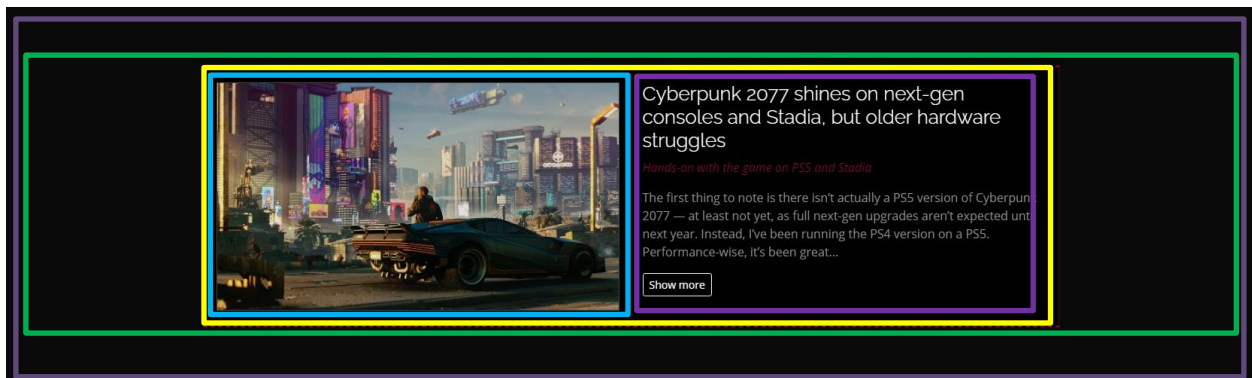 Cyberpunk 2077 shines on next-gen
consoles and Stadia, but older hardware
struggles
Hands-on with the game on PS5 and Stadia
The first thing to note is there isn't actually a PS5 version of Cyberpun
2077 — at least not yet, as full next-gen upgrades aren't expected unt
next year. Instead, I've been running the PS4 version on a PS5.
Performance-wise, it's been great...
Show more